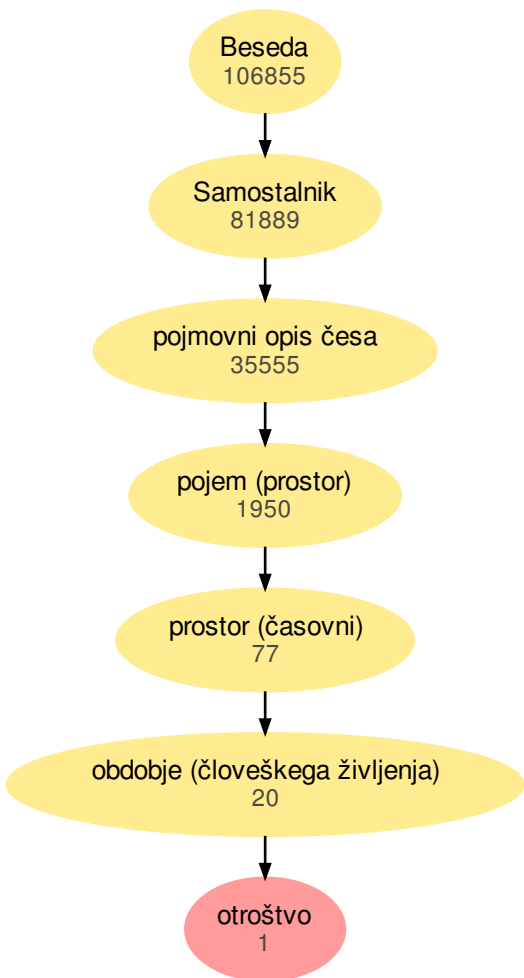 Beseda
106855
Samostalnik
81889
pojmovni opis česa
35555
pojem (prostor)
1950
prostor (časovni)
77
obdobje (človeškega življenja)
20
otroštvo
1